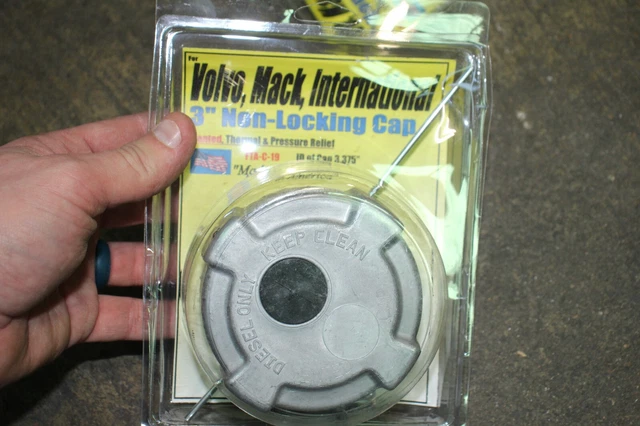 For
Volvo, Mack, International
3" Non-Locking Cap
Thermal & Pressure Relief
FTA-C-19 ID of Cap 3.375"
KEEP CLEAN
DIESEL ONLY